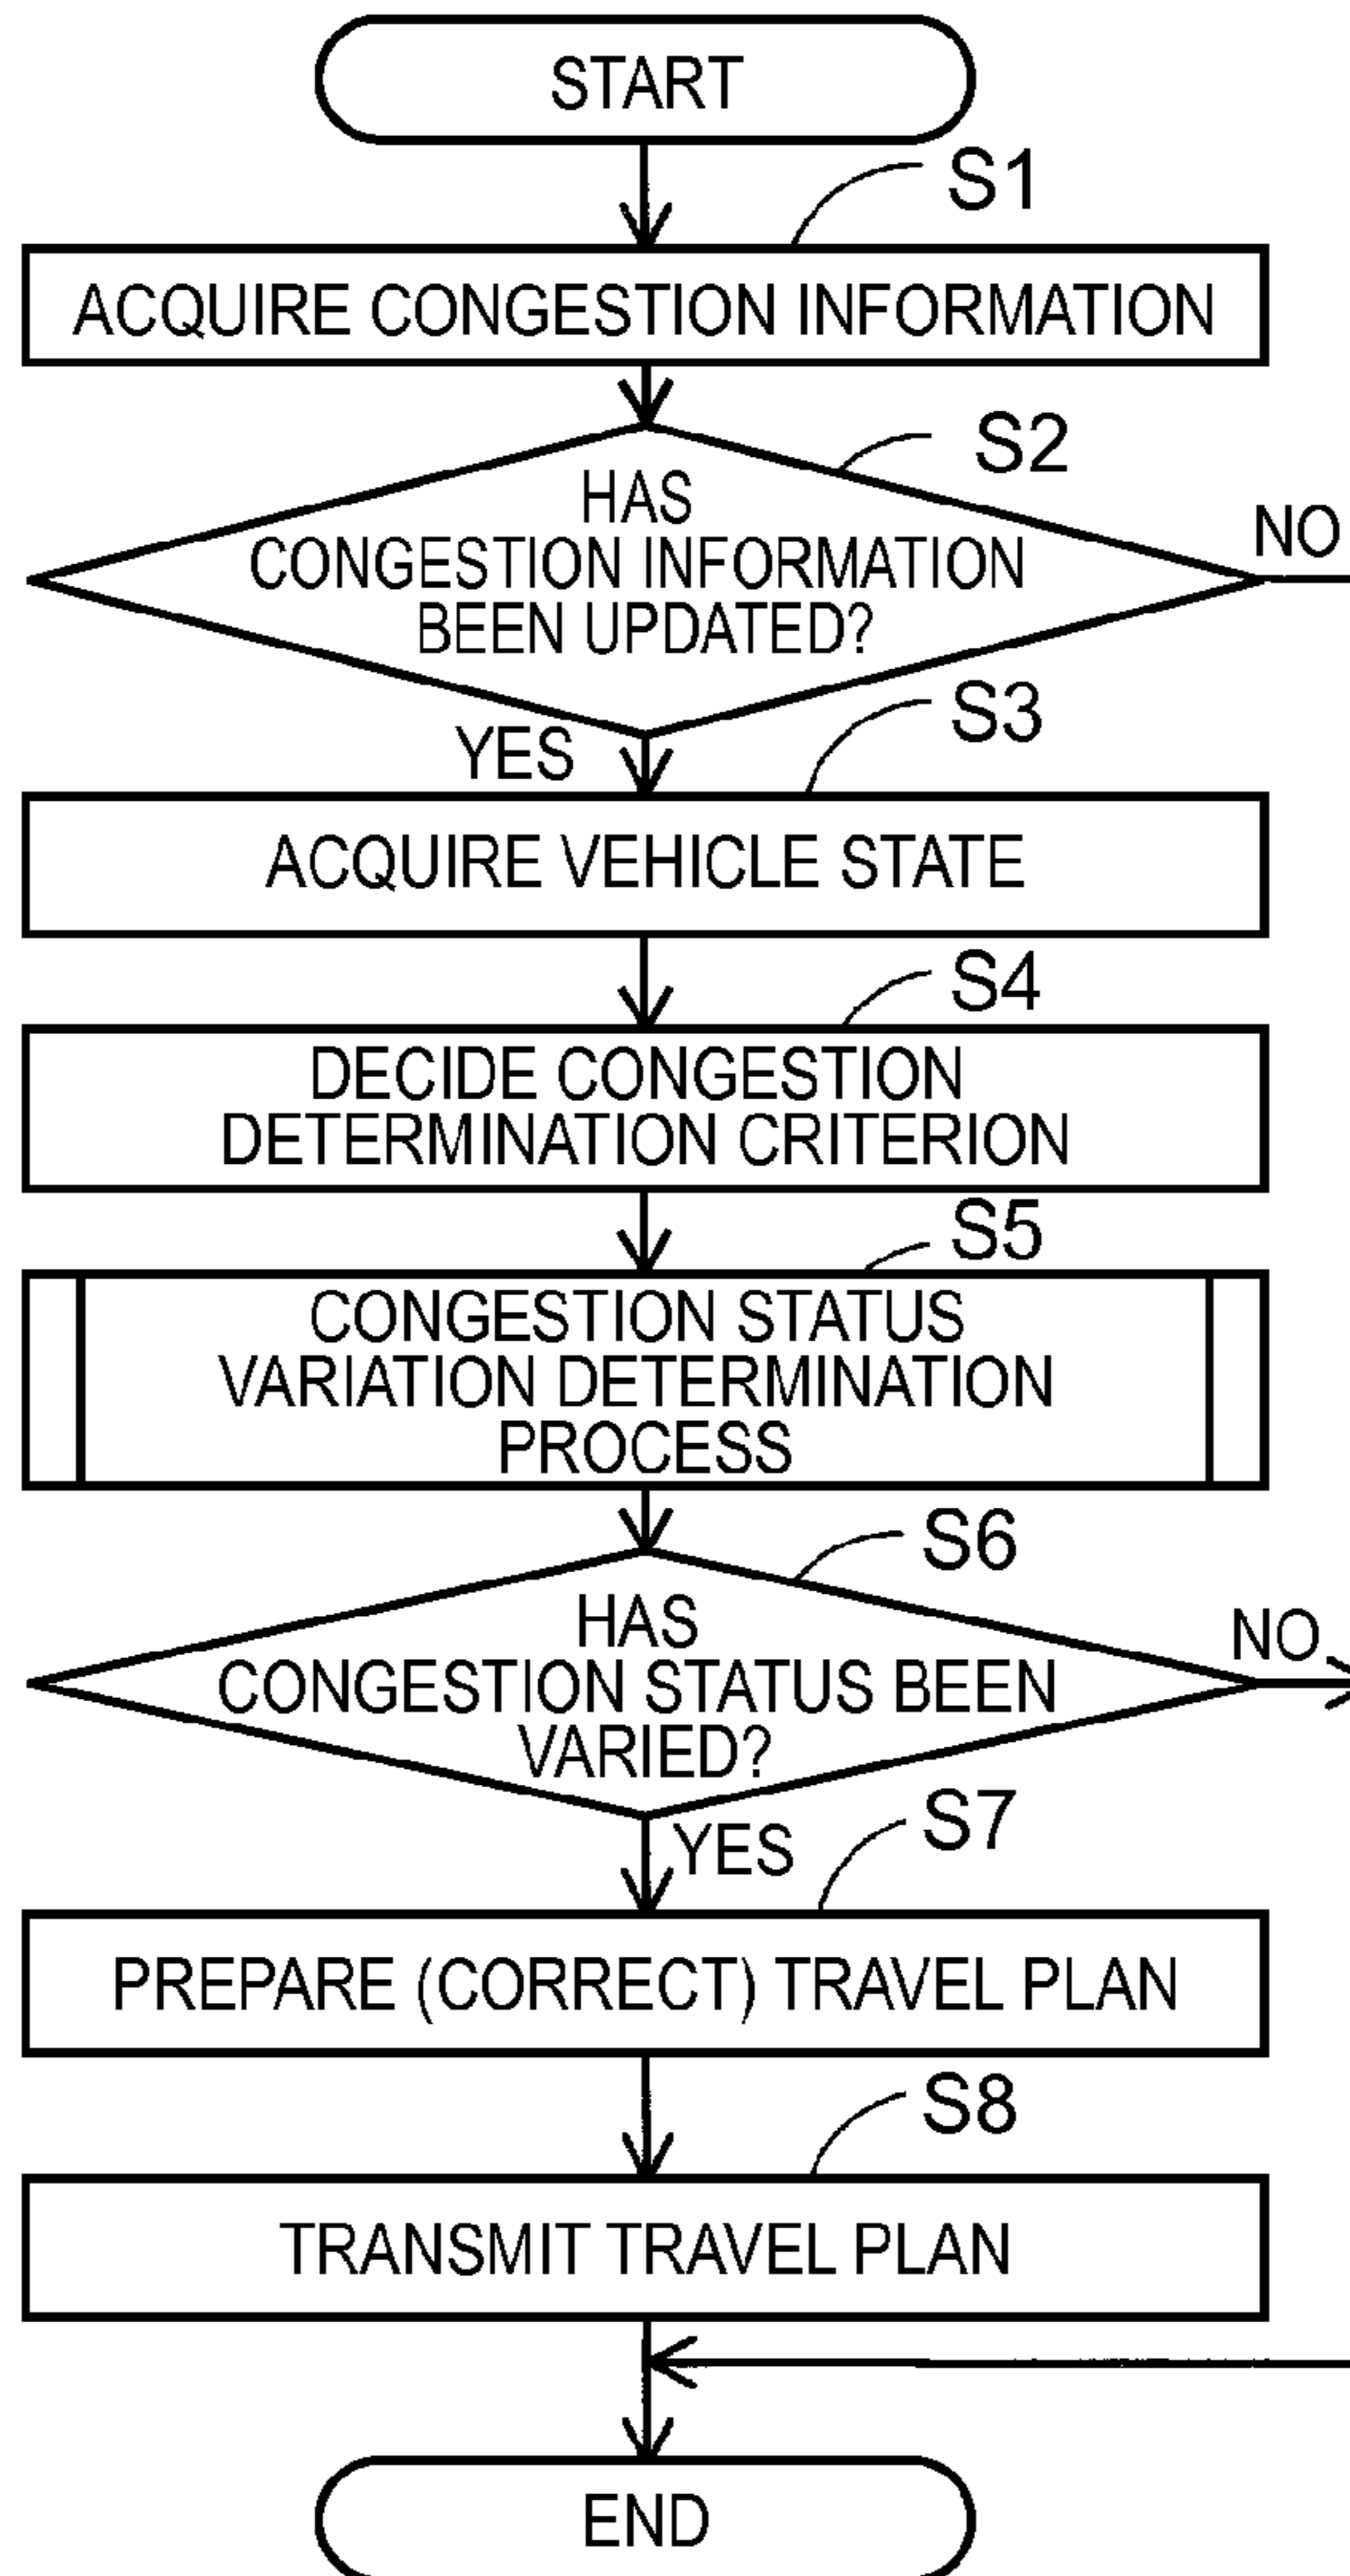 START
S1
ACQUIRE CONGESTION INFORMATION
S2
HAS
CONGESTION INFORMATION
BEEN UPDATED?
NO
YES
S3
ACQUIRE VEHICLE STATE
S4
DECIDE CONGESTION
DETERMINATION CRITERION
S5
CONGESTION STATUS
VARIATION DETERMINATION
PROCESS
S6
HAS
CONGESTION STATUS BEEN
VARIED?
NO
YES
S7
PREPARE (CORRECT) TRAVEL PLAN
S8
TRANSMIT TRAVEL PLAN
END